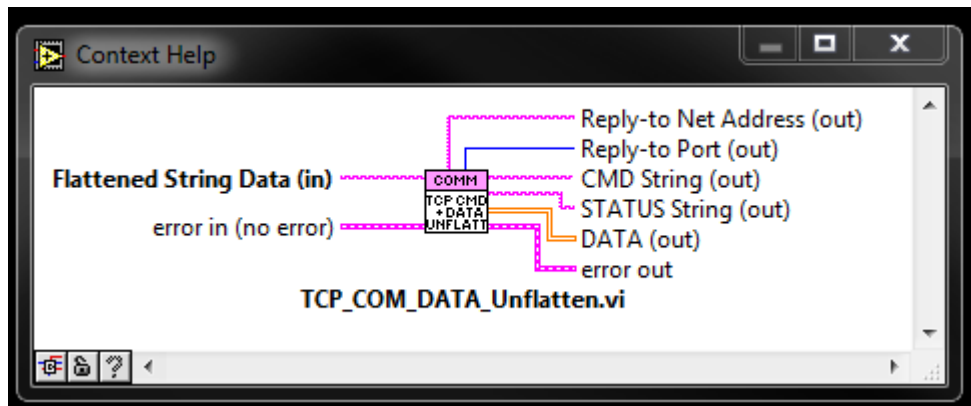 Context Help
Reply-to Net Address (out)
Reply-to Port (out)
Flattened String Data (in)
CMD String (out)
STATUS String (out)
error in (no error)
DATA (out)
error out
COMM
TCP CMD
+DATA
UNFLATT
TCP_COM_DATA_Unflatten.vi
?